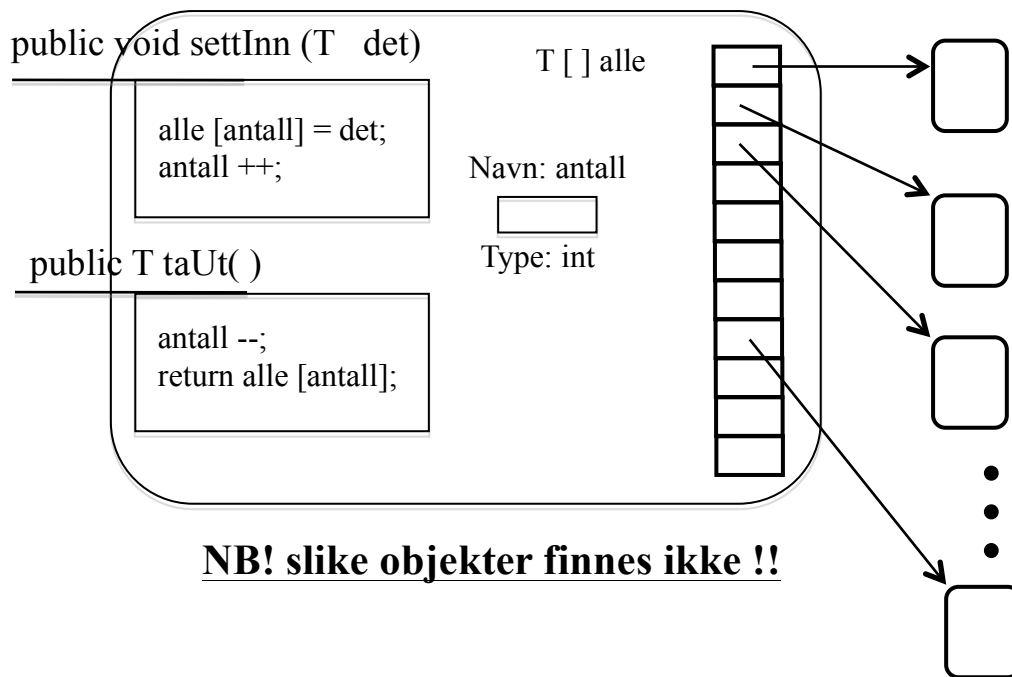 public void settInn (T det)
T [ ] alle
alle [antall] = det;
antall ++;
Navn: antall
Type: int
public T taUt( )
antall --;
return alle [antall];
NB! slike objekter finnes ikke !!